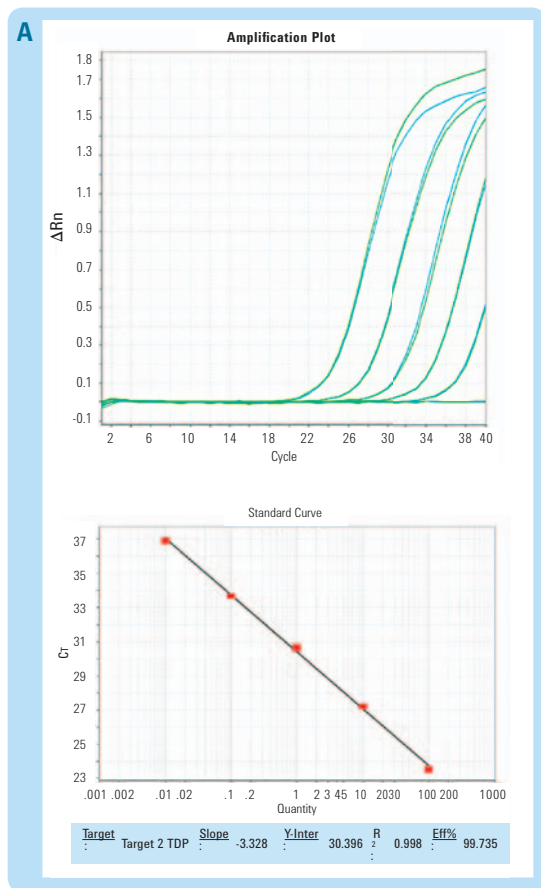 A
Amplification Plot
1.8
1.7
1.5
1.3
1.1
0.9
0.7
0.5
0.3
0.1
-0.1
ΔRn
2 6 10 14 18 22 26 30 34 38 40
Cycle
Standard Curve
37
35
33
31
29
27
25
23
CT
.001 .002 .01 .02 .1 .2 1 2 3 45 10 2030 100 200 1000
Quantity
Target : Target 2 TDP Slope : -3.328 Y-Inter : 30.396 R 2 : 0.998 Eff% : 99.735